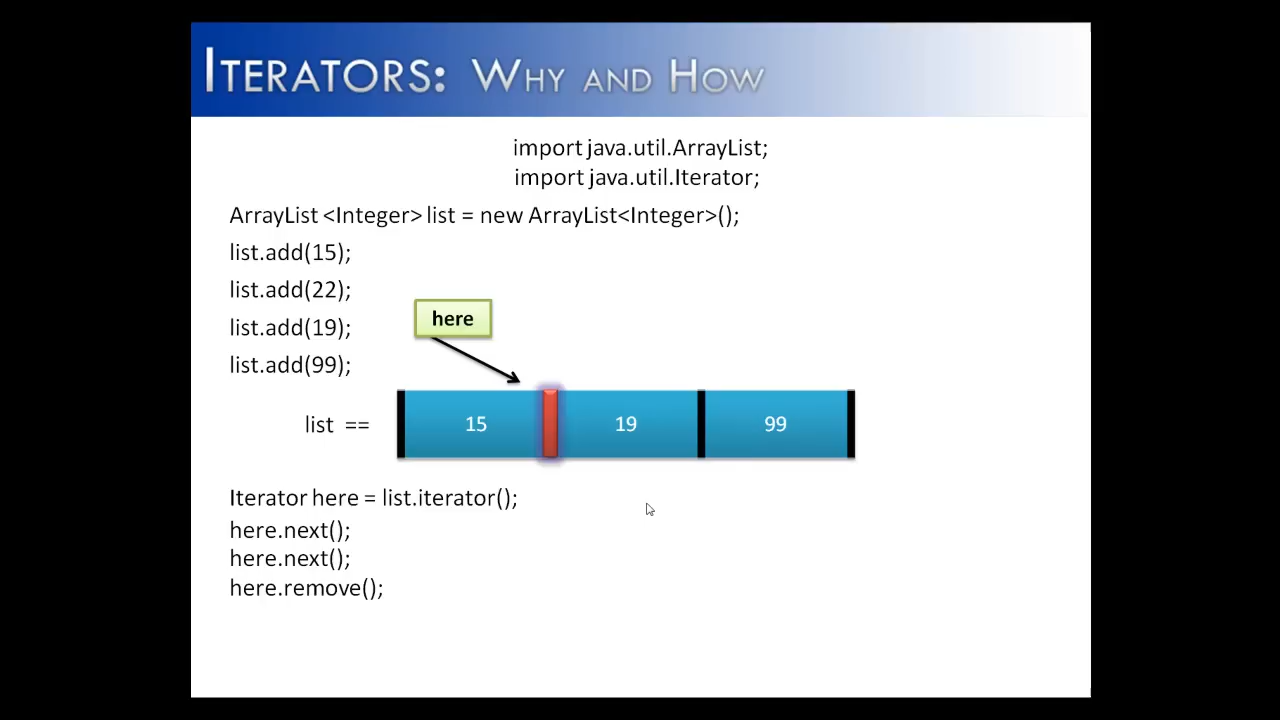 ITERATORS: WHY AND HOW
import java.util.ArrayList;
import java.util.Iterator;
ArrayList <Integer> list = new ArrayList<Integer>();
list.add(15);
list.add(22);
list.add(19);
list.add(99);
here
list == 15 19 99
Iterator here = list.iterator();
here.next();
here.next();
here.remove();